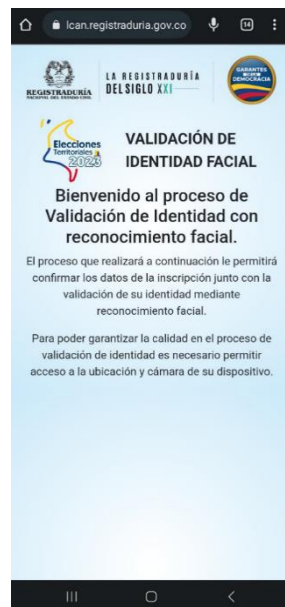 lcan.registraduria.gov.co
14
REGISTRADURÍA
NACIONAL DEL ESTADO CIVIL
LA REGISTRADURÍA
DEL SIGLO XXI
GARANTES
DE LA
DEMOCRACIA
Elecciones
Territoriales
2023
VALIDACIÓN DE
IDENTIDAD FACIAL
Bienvenido al proceso de
Validación de Identidad con
reconocimiento facial.
El proceso que realizará a continuación le permitirá
confirmar los datos de la inscripción junto con la
validación de su identidad mediante
reconocimiento facial.
Para poder garantizar la calidad en el proceso de
validación de identidad es necesario permitir
acceso a la ubicación y cámara de su dispositivo.